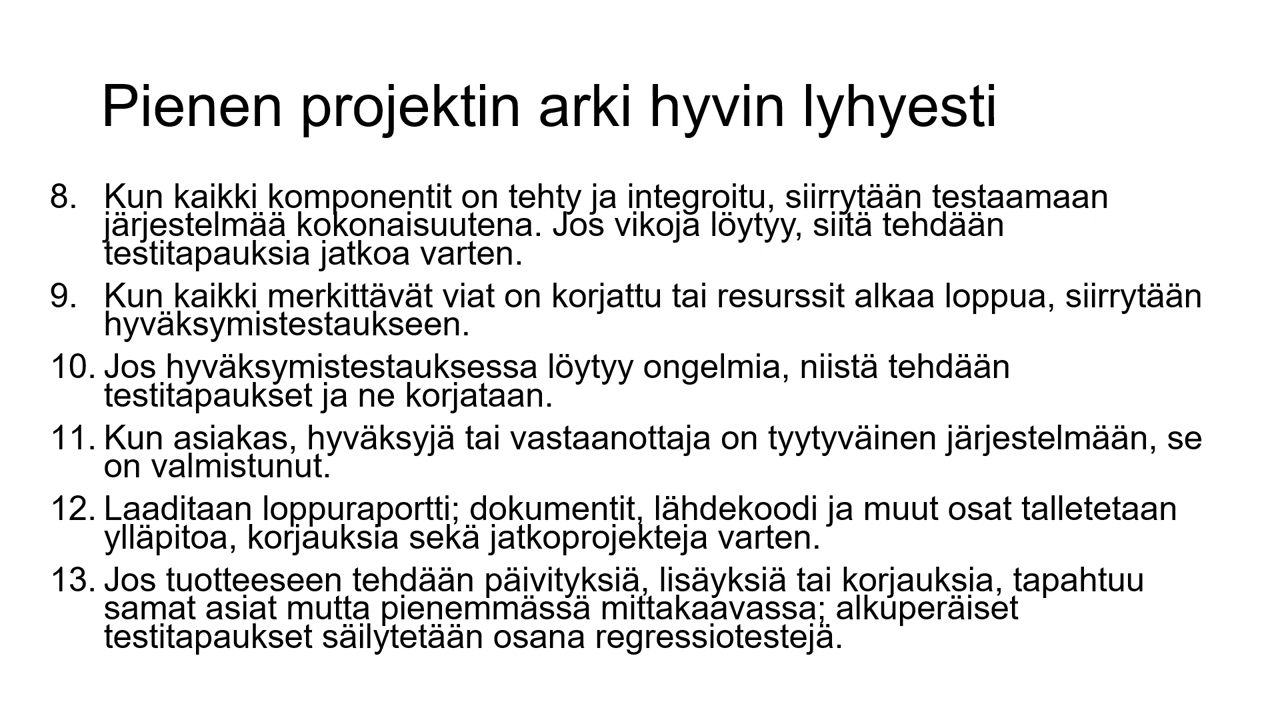 Pienen projektin arki hyvin lyhyesti
8. Kun kaikki komponentit on tehty ja integroitu, siirrytään testaamaan
järjestelmää kokonaisuutena. Jos vikoja löytyy, siitä tehdään
testitapauksia jatkoa varten.
9. Kun kaikki merkittävät viat on korjattu tai resurssit alkaa loppua, siirrytään
hyväksymistestaukseen.
10. Jos hyväksymistestauksessa löytyy ongelmia, niistä tehdään
testitapaukset ja ne korjataan.
11. Kun asiakas, hyväksyjä tai vastaanottaja on tyytyväinen järjestelmään, se
on valmistunut.
12. Laaditaan loppuraportti; dokumentit, lähdekoodi ja muut osat talletetaan
ylläpitoa, korjauksia sekä jatkoprojekteja varten.
13. Jos tuotteeseen tehdään päivityksiä, lisäyksiä tai korjauksia, tapahtuu
samat asiat mutta pienemmässä mittakaavassa; alkuperäiset
testitapaukset säilytetään osana regressiotestejä.